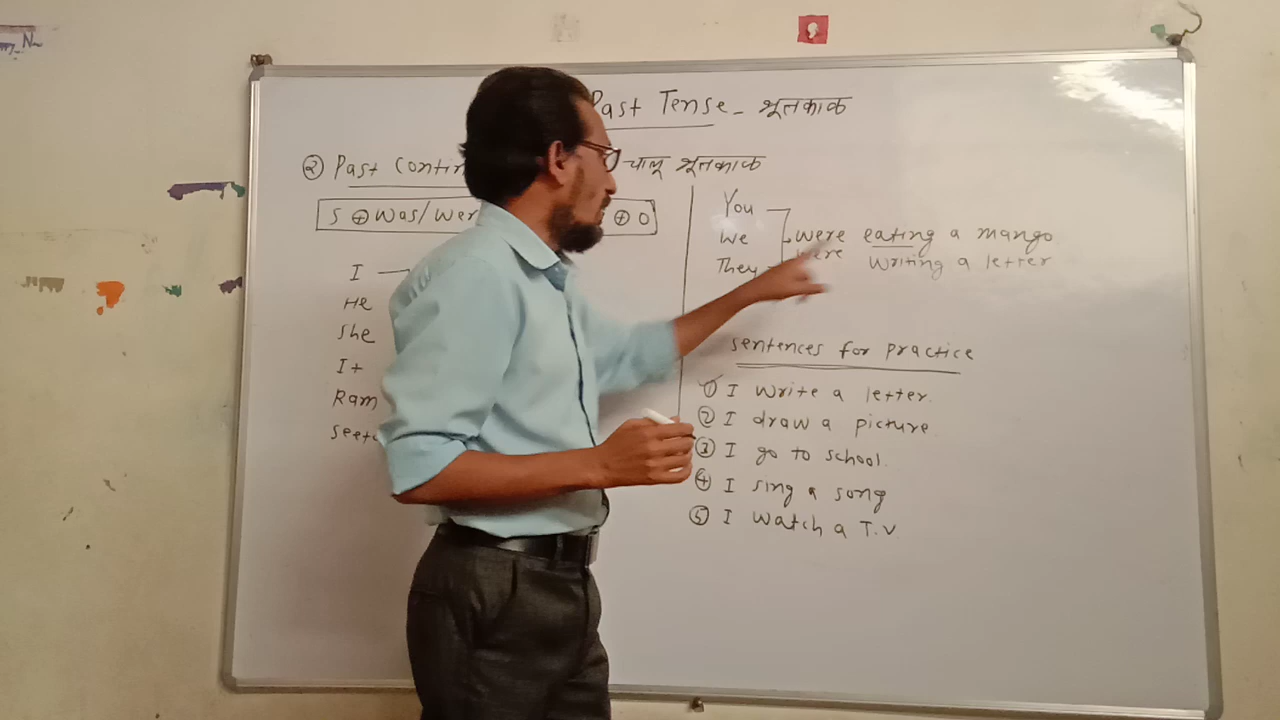 Past Tense - भूतकाळ
② Past Contin चालू भूतकाळ
S ⊕ Was/Wer ⊕ O
I
He
She
It
Ram
Seeta
You
We
They
were eating a mango
were writing a letter
Sentences for practice
① I write a letter.
② I draw a picture.
③ I go to school.
④ I sing a song
⑤ I watch a T.V